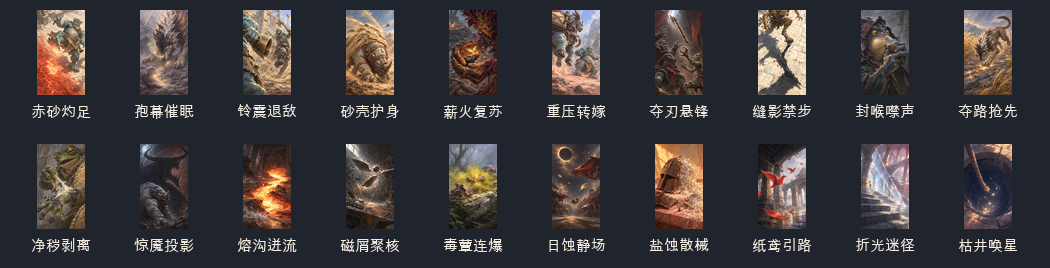 赤砂灼足 孢幕催眠 铃震退敌 砂壳护身 薪火复苏 重压转嫁 夺刃悬锋 缝影禁步 封喉噤声 夺路抢先
净秽剥离 惊魇投影 熔沟迸流 磁屑聚核 毒蕈连爆 日蚀静场 盐蚀散械 纸鸢引路 折光迷径 枯井唤星